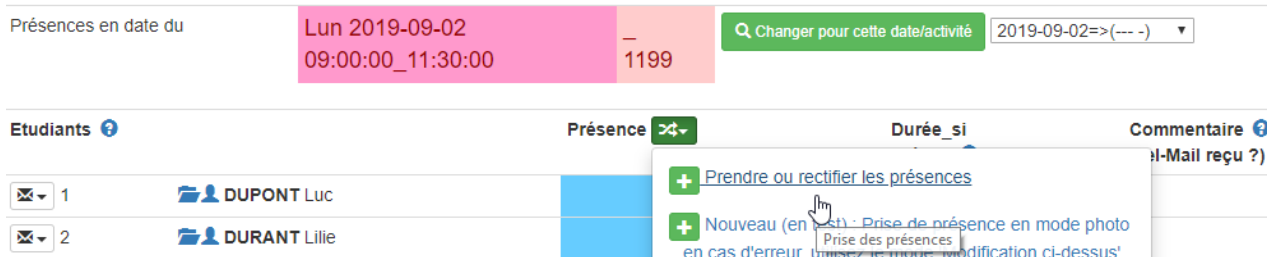 Présences en date du
Lun 2019-09-02
09:00:00_11:30:00
_
1199
Changer pour cette date/activité
2019-09-02=>(--- -)
Etudiants
Présence
Durée_si
Commentaire
el-Mail reçu ?)
Prendre ou rectifier les présences
1
DUPONT Luc
Nouveau (en test) : Prise de présence en mode photo
2
DURANT Lilie
Prise des présences
en cas d'erreur, Modification ci-dessus'